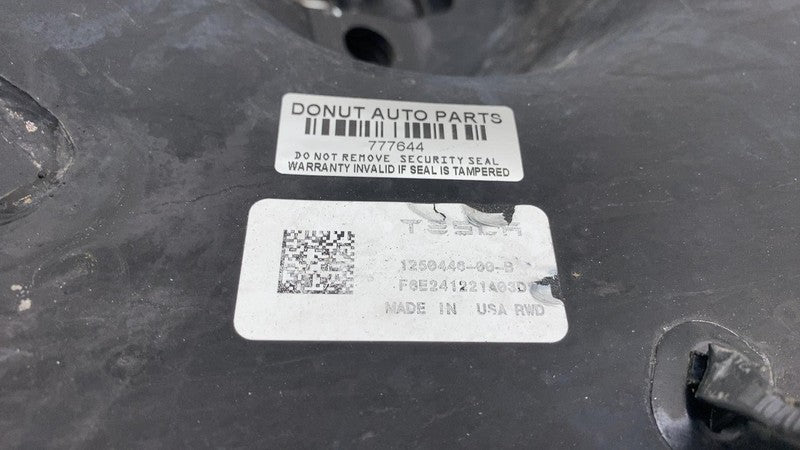 DONUT AUTO PARTS
777644
DO NOT REMOVE SECURITY SEAL
WARRANTY INVALID IF SEAL IS TAMPERED
TESLA
1250446-00-B
MADE IN USA RWD